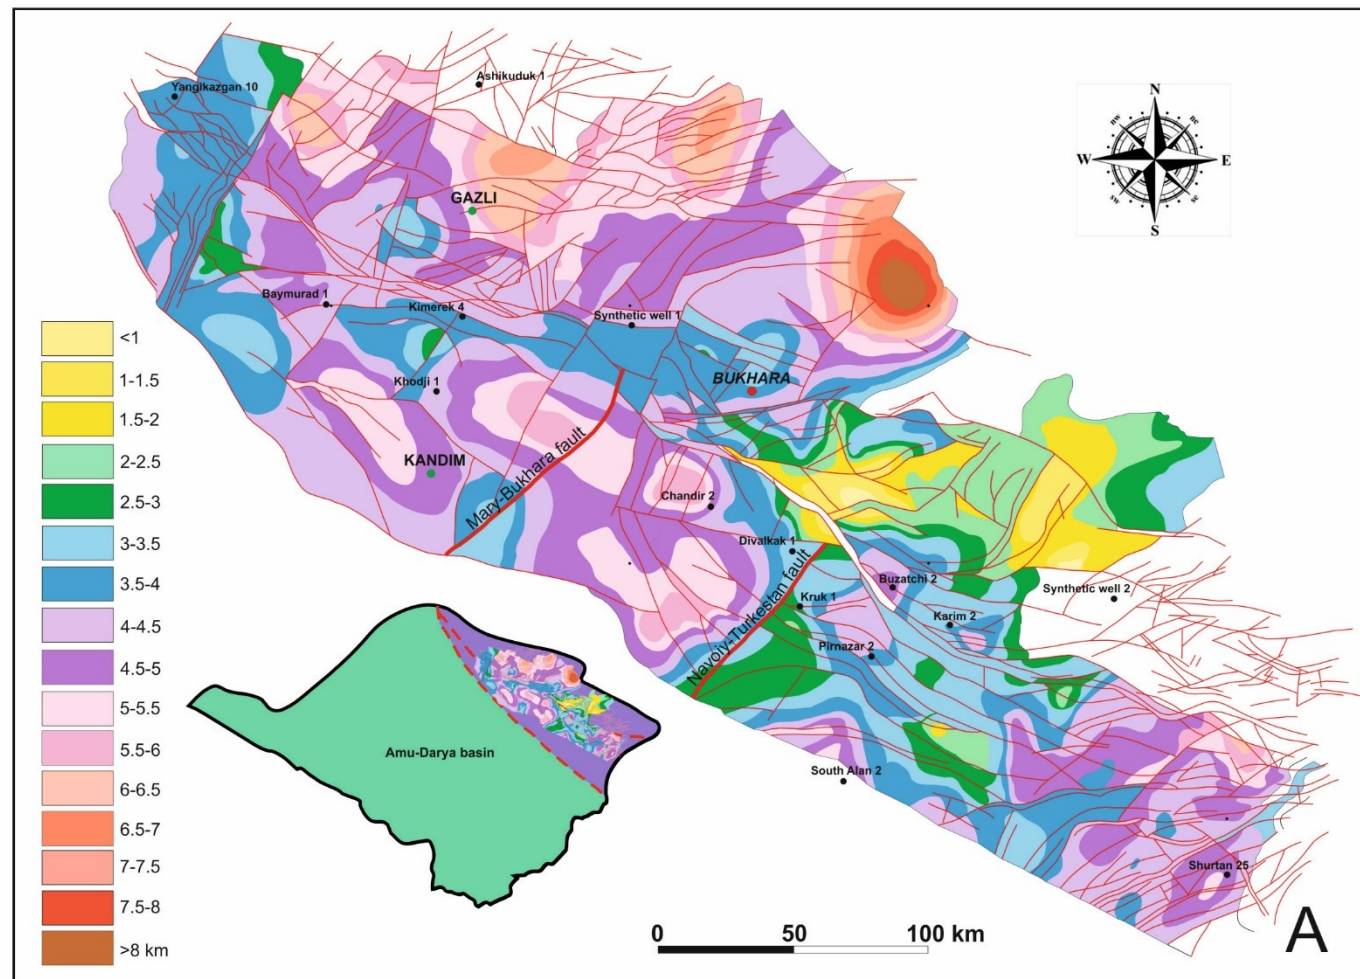 Ashikuduk 1
Yangikazgan 10
N
nw
ne
W
E
sw
se
S
GAZLI
Baymurad 1
Kimerek 4
Synthetic well 1
BUKHARA
Khodji 1
KANDIM
Mary-Bukhara fault
Chandir 2
Divalkak 1
Navoiy-Turkestan fault
Kruk 1
Buzatchi 2
Synthetic well 2
Karim 2
Pirnazar 2
South Alan 2
Shurtan 25
<1
1-1.5
1.5-2
2-2.5
2.5-3
3-3.5
3.5-4
4-4.5
4.5-5
5-5.5
5.5-6
6-6.5
6.5-7
7-7.5
7.5-8
>8 km
Amu-Darya basin
0 50 100 km
A